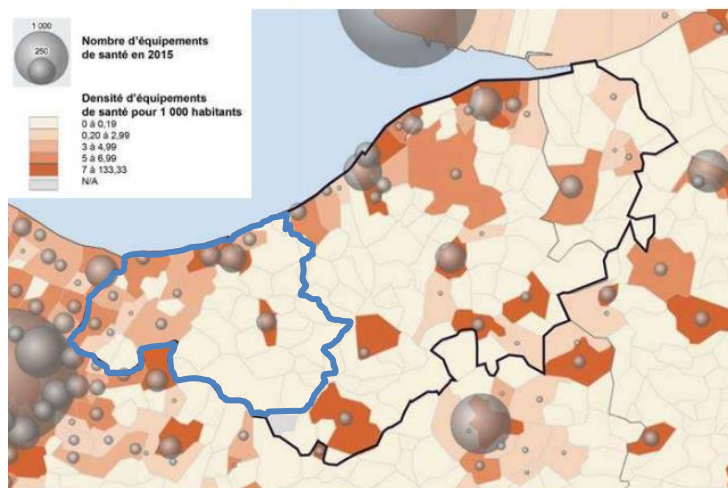 1 000
250
Nombre d'équipements
de santé en 2015
Densité d'équipements
de santé pour 1 000 habitants
0 à 0,19
0,20 à 2,99
3 à 4,99
5 à 6,99
7 à 133,33
N/A